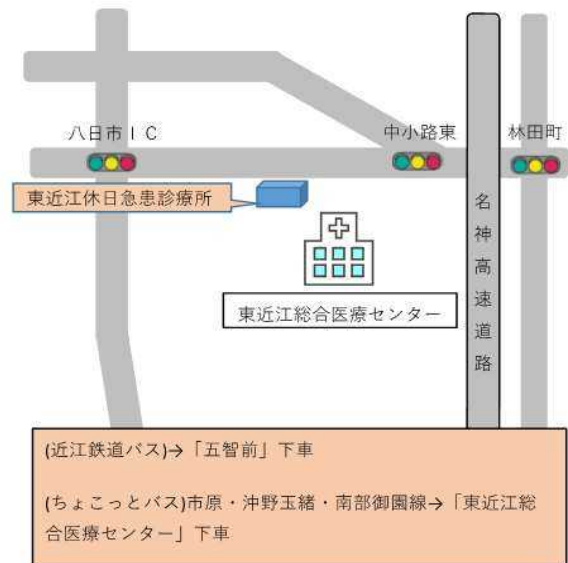 八日市ＩＣ
中小路東
林田町
東近江休日急患診療所
名神高速道路
東近江総合医療センター
(近江鉄道バス)→「五智前」下車
(ちょこっとバス)市原・沖野玉緒・南部御園線→「東近江総
合医療センター」下車